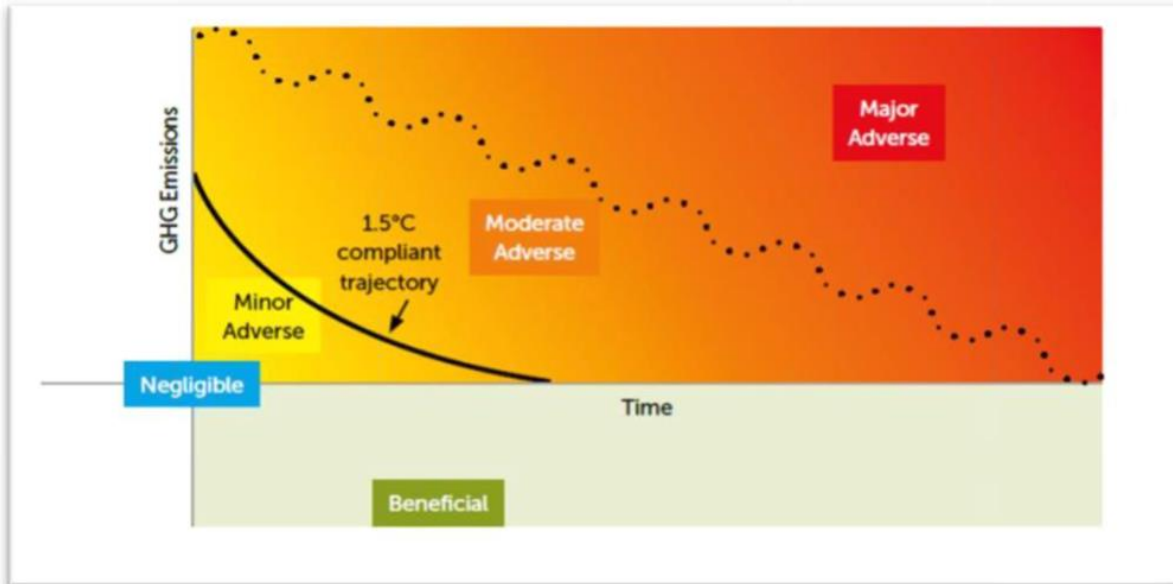 GHG Emissions
Major
Adverse
Moderate
Adverse
1.5°C
compliant
trajectory
Minor
Adverse
Negligible
Time
Beneficial